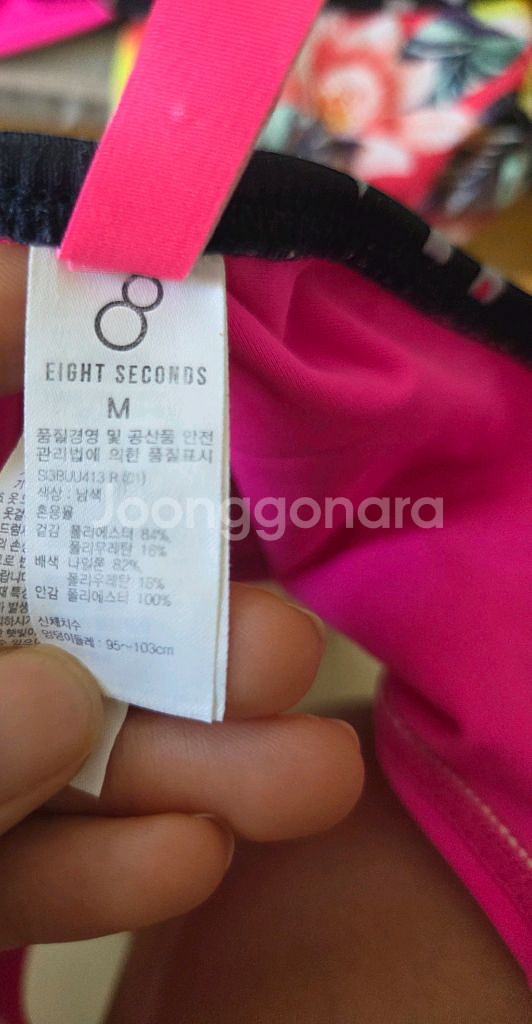 8
EIGHT SECONDS
M
품질경영 및 공산품 안전
관리법에 의한 품질표시
색상 : 남색
혼용율
겉감 폴리에스터 84%
폴리우레탄 16%
배색 나일론 82%
폴리우레탄 18%
안감 폴리에스터 100%
신체치수
엉덩이둘레 : 95~103cm
Joonggonara